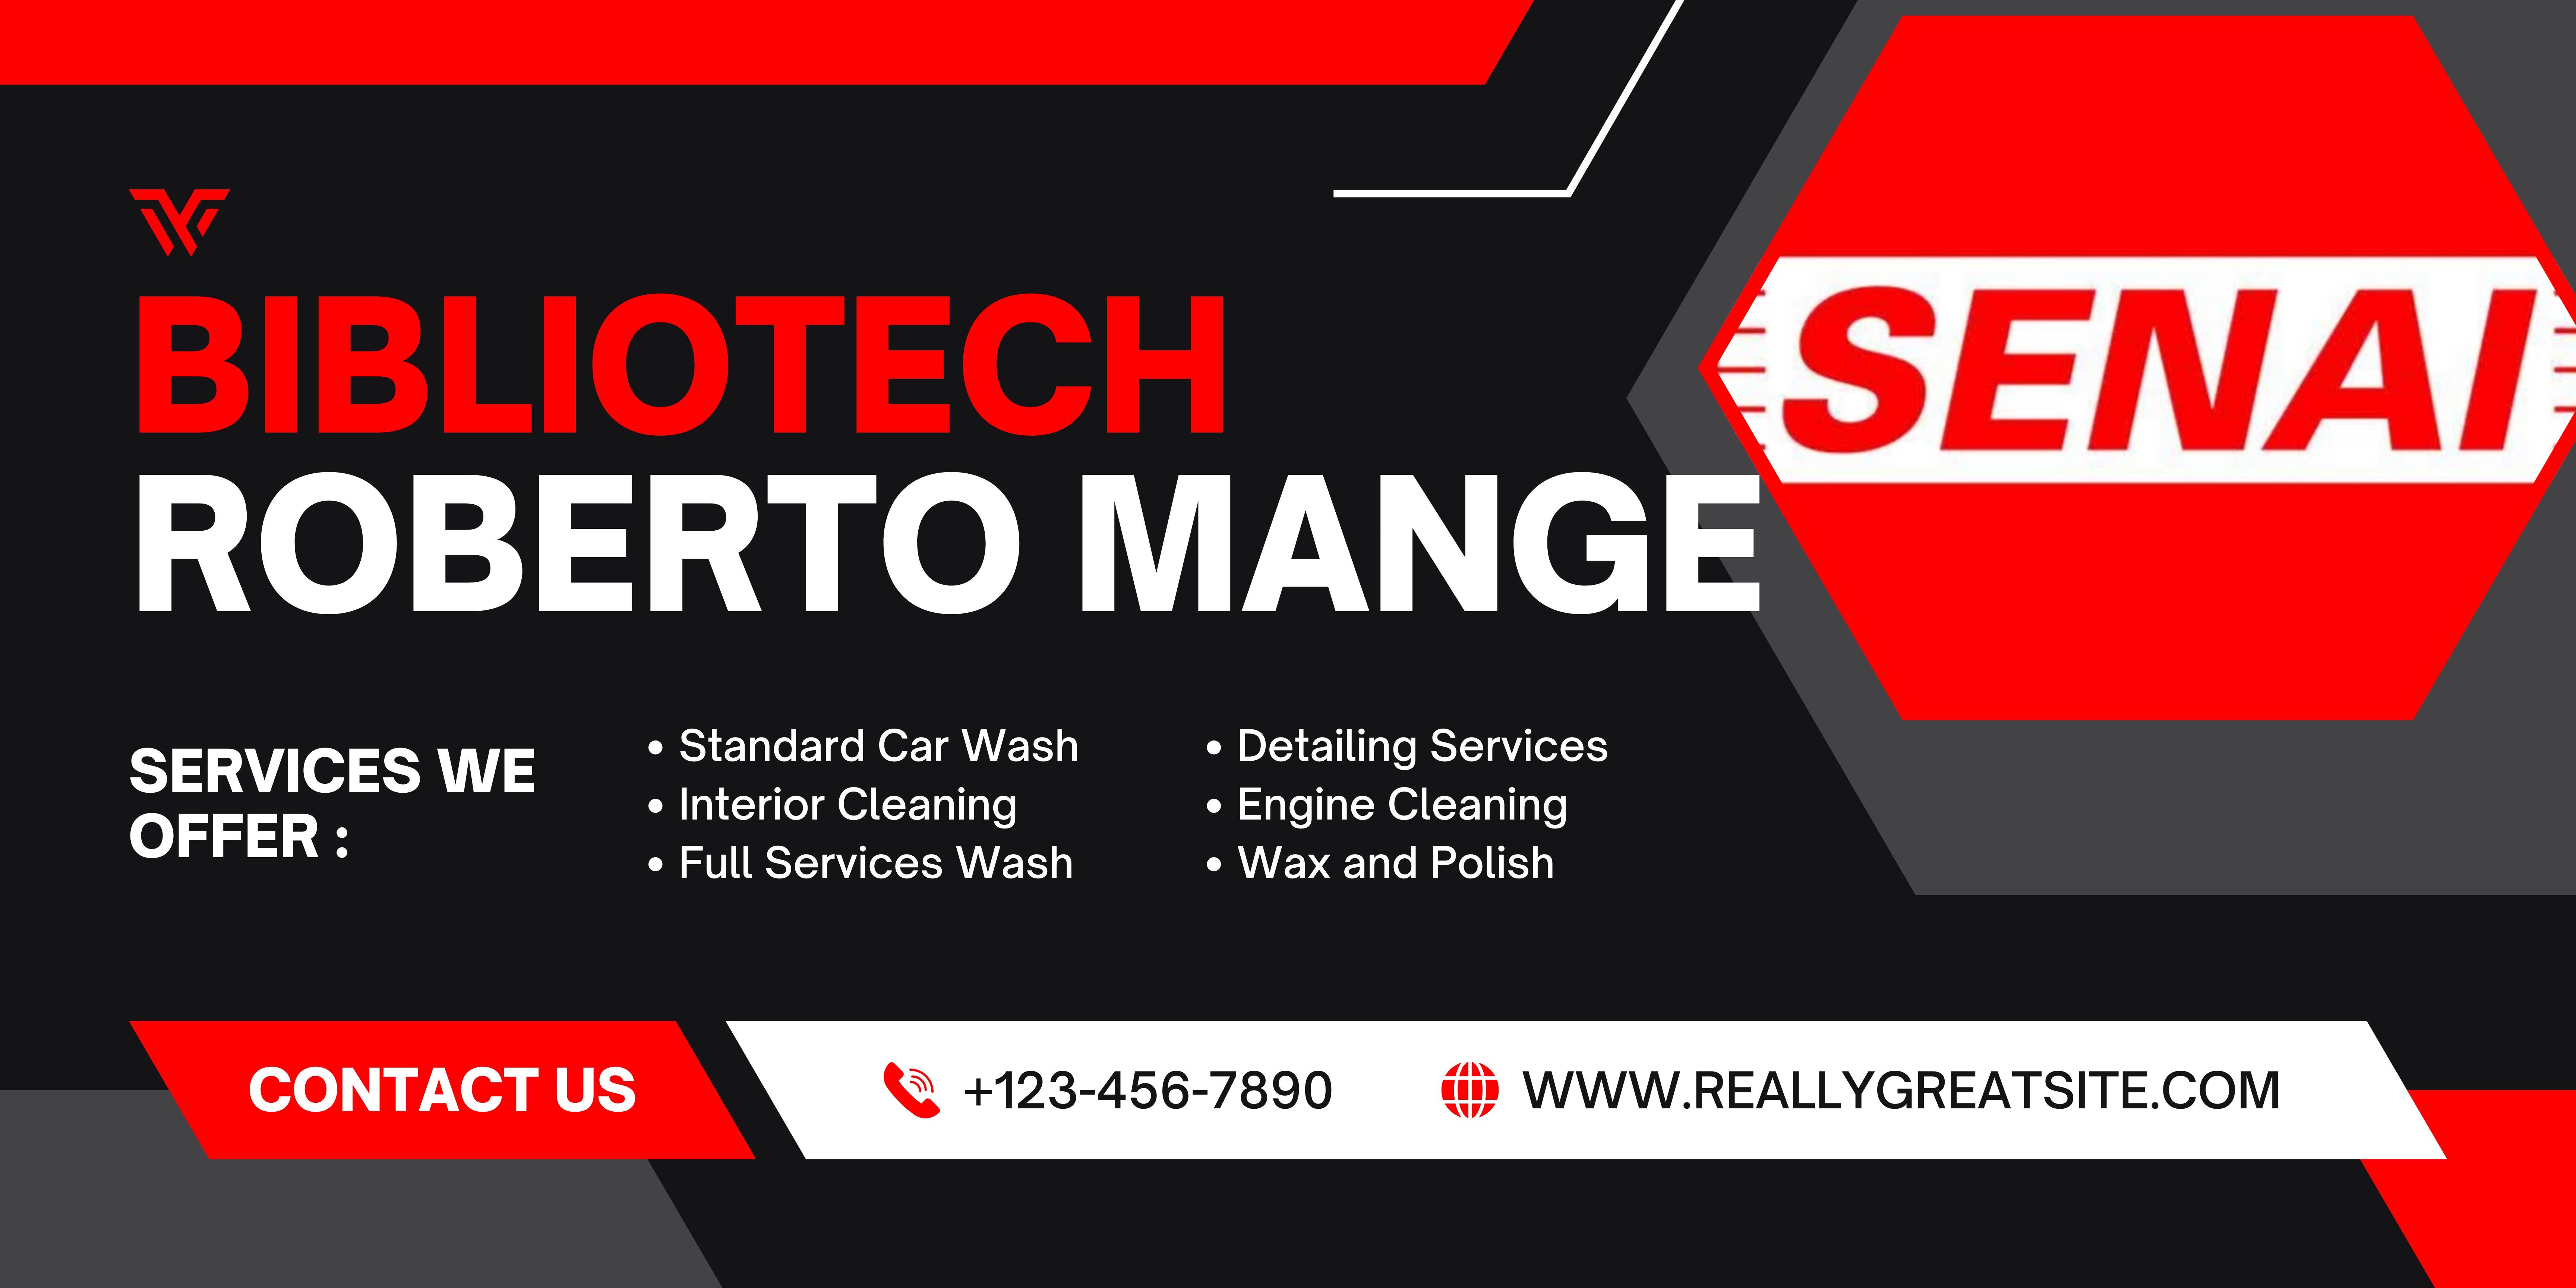 BIBLIOTECH
ROBERTO MANGE
SENAI
SERVICES WE
OFFER :
• Standard Car Wash
• Interior Cleaning
• Full Services Wash
• Detailing Services
• Engine Cleaning
• Wax and Polish
CONTACT US
+123-456-7890
WWW.REALLYGREATSITE.COM